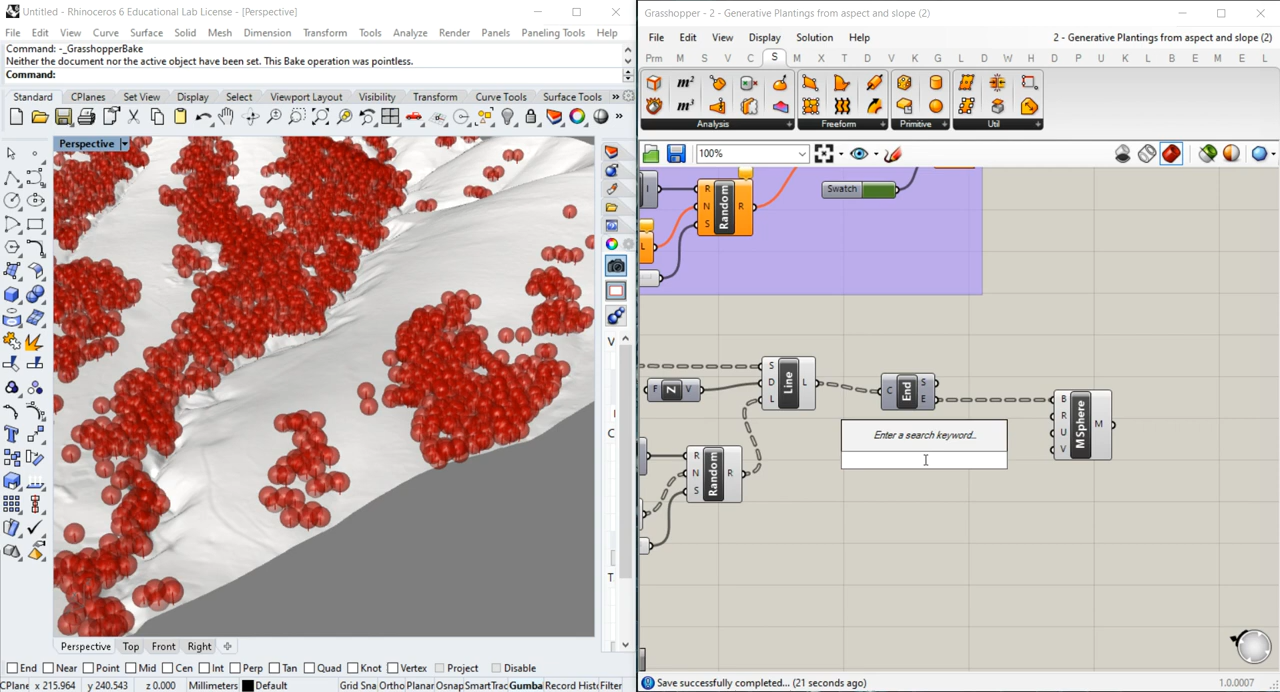 Untitled - Rhinoceros 6 Educational Lab License - [Perspective]
File Edit View Curve Surface Solid Mesh Dimension Transform Tools Analyze Render Panels Paneling Tools Help
Command: -_GrasshopperBake
Neither the document nor the active object have been set. This Bake operation was pointless.
Command:
Standard CPlanes Set View Display Select Viewport Layout Visibility Transform Curve Tools Surface Tools »
Perspective
V
I
C
T
Perspective Top Front Right
End Near Point Mid Cen Int Perp Tan Quad Knot Vertex Project Disable
CPlane x 215.964 y 240.543 z 0.000 Millimeters Default Grid Sna Ortho Planar Osnap SmartTrac Gumba Record Histo Filter
Grasshopper - 2 - Generative Plantings from aspect and slope (2)
File Edit View Display Solution Help 2 - Generative Plantings from aspect and slope (2)
Prm M S V C S M X T D V K G L D F W H D P U M E L
m²
m³
Analysis Freeform Primitive Util
100%
I R N S Random R
L
Swatch
S D L Line L
F Z V
C End S E
B R U V MSphere M
Enter a search keyword...
R N S Random R
Save successfully completed... (21 seconds ago) 1.0.0007